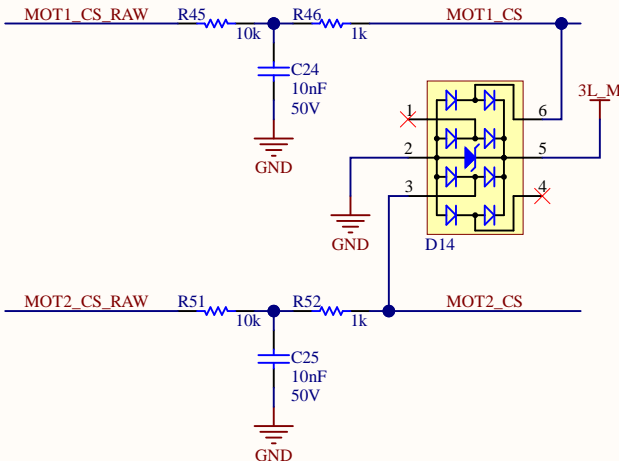 MOT1_CS_RAW R45 R46 MOT1_CS
10k 1k
C24
10nF
50V
3L_M
1
6
2
5
3
4
GND
GND
D14
MOT2_CS_RAW R51 R52 MOT2_CS
10k 1k
C25
10nF
50V
GND